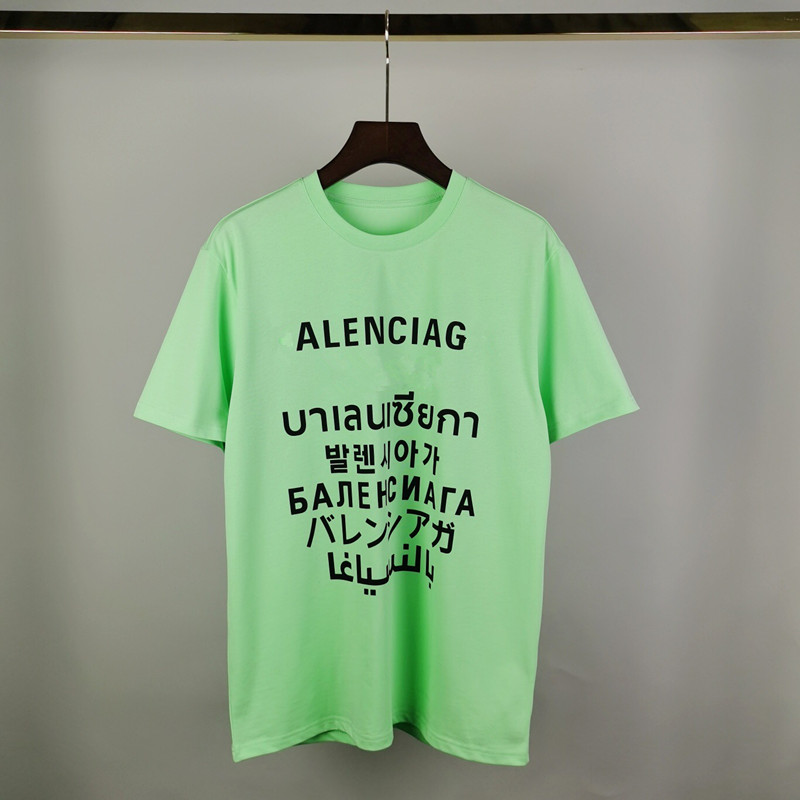 ALENCIAG
บาเลนเซียกา
발렌시아가
БАЛЕНСИАГА
バレンシアガ
بالنسياغا